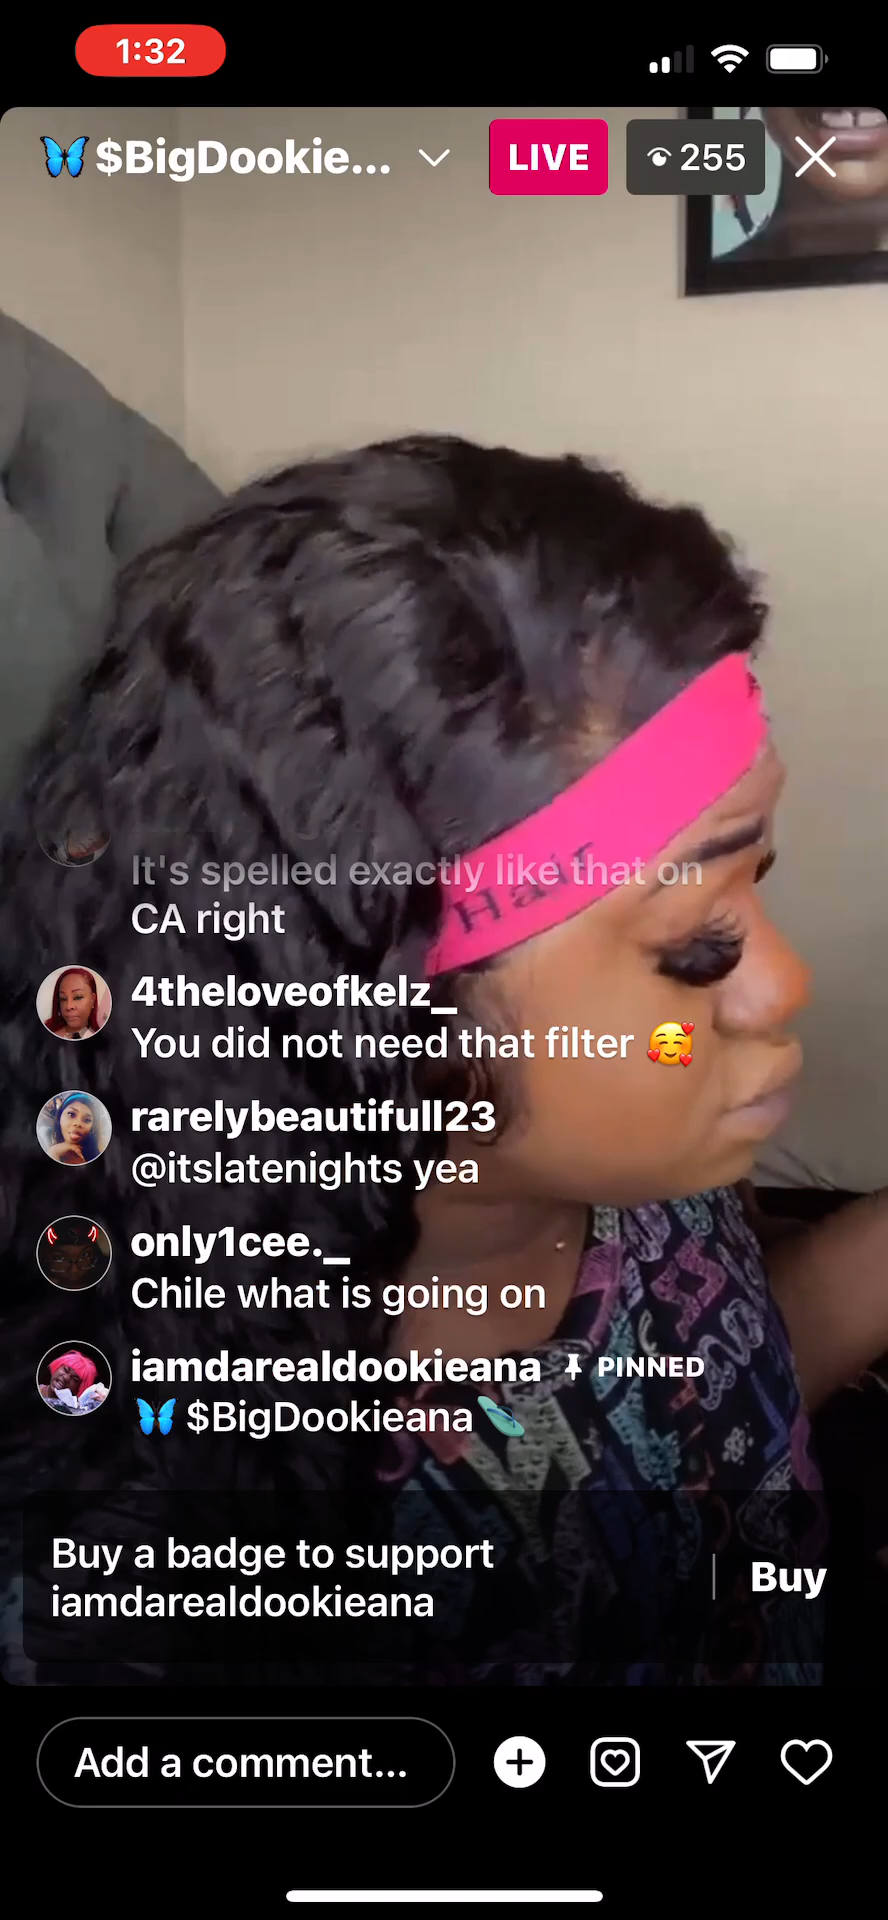 1:32
🦋$BigDookie...
LIVE
255
Hair
It's spelled exactly like that on
CA right
4theloveofkelz_
You did not need that filter 🥰
rarelybeautifull23
@itslatenights yea
only1cee._
Chile what is going on
iamdarealdookieana PINNED
🦋 $BigDookieana🩴
Buy a badge to support
iamdarealdookieana
Buy
Add a comment...